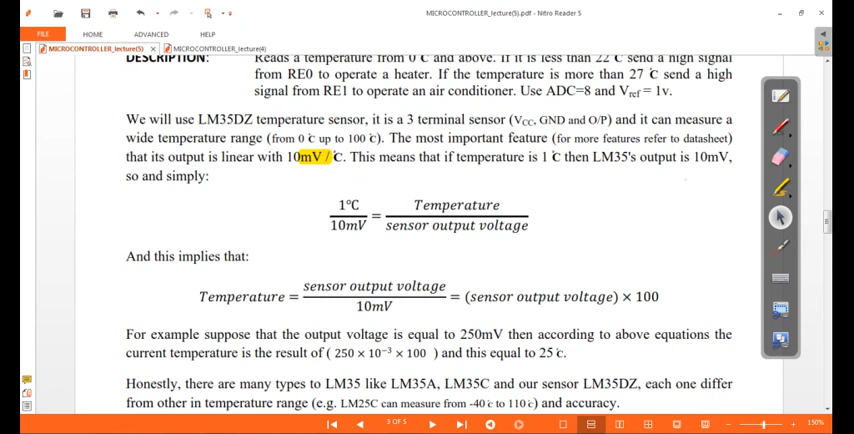 MICROCONTROLLER_lecture(5).pdf - Nitro Reader 5
FILE HOME ADVANCED HELP
MICROCONTROLLER_lecture(5) × MICROCONTROLLER_lecture(4)
DESCRIPTION: Reads a temperature from 0 ℃ and above. If it is less than 22 ℃ send a high signal
from RE0 to operate a heater. If the temperature is more than 27 ℃ send a high
signal from RE1 to operate an air conditioner. Use ADC=8 and Vref = 1v.
We will use LM35DZ temperature sensor, it is a 3 terminal sensor (VCC, GND and O/P) and it can measure a
wide temperature range (from 0 ℃ up to 100 ℃). The most important feature (for more features refer to datasheet)
that its output is linear with 10mV / ℃. This means that if temperature is 1 ℃ then LM35's output is 10mV,
so and simply:
1℃ / 10mV = Temperature / sensor output voltage
And this implies that:
Temperature = sensor output voltage / 10mV = (sensor output voltage) × 100
For example suppose that the output voltage is equal to 250mV then according to above equations the
current temperature is the result of ( 250 × 10⁻³ × 100 ) and this equal to 25 ℃.
Honestly, there are many types to LM35 like LM35A, LM35C and our sensor LM35DZ, each one differ
from other in temperature range (e.g. LM25C can measure from -40℃ to 110℃) and accuracy.
3 OF 5
150%